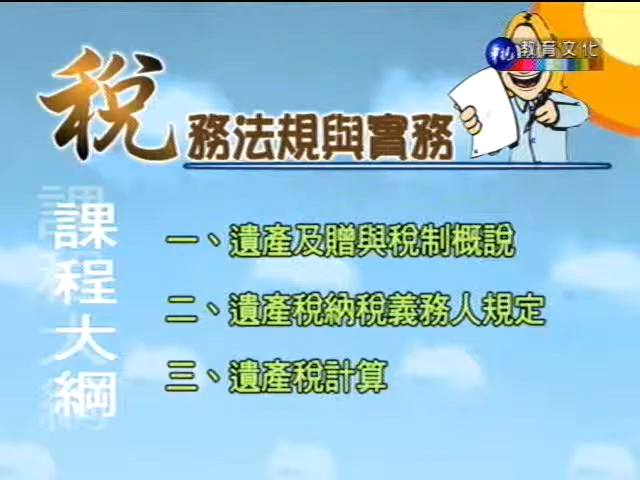 華視 教育文化
稅務法規與實務
課程大綱
一、遺產及贈與稅制概說
二、遺產稅納稅義務人規定
三、遺產稅計算